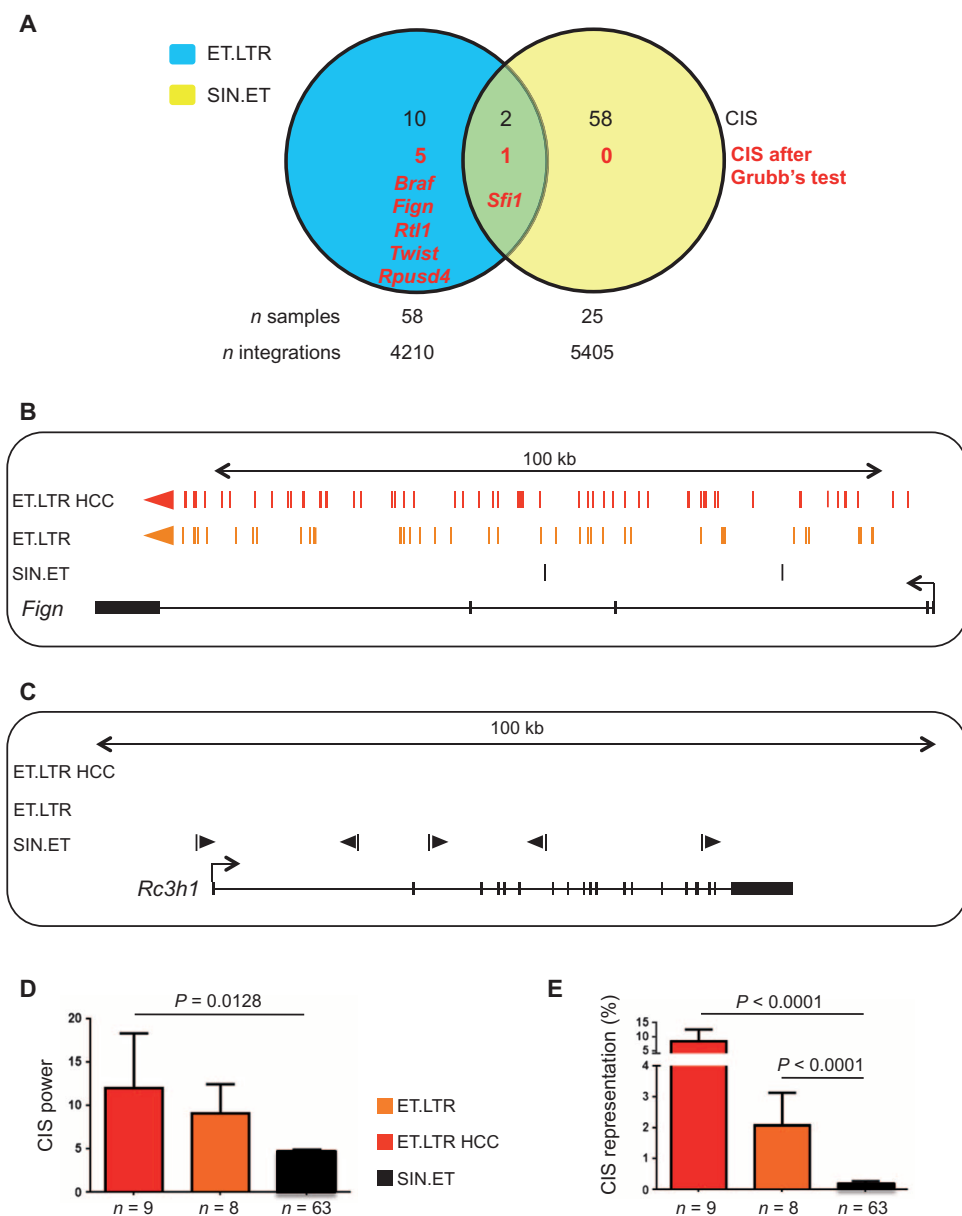 A
ET.LTR
SIN.ET
10
2
58
CIS
5
1
0
CIS after
Grubb's test
Braf
Fign
Rtl1
Twist
Rpusd4
Sfi1
n samples
58
25
n integrations
4210
5405
B
100 kb
ET.LTR HCC
ET.LTR
SIN.ET
Fign
C
100 kb
ET.LTR HCC
ET.LTR
SIN.ET
Rc3h1
D
P = 0.0128
CIS power
20
15
10
5
0
n = 9
n = 8
n = 63
ET.LTR
ET.LTR HCC
SIN.ET
E
P < 0.0001
P < 0.0001
CIS representation (%)
15
10
5
4
3
2
1
0
n = 9
n = 8
n = 63